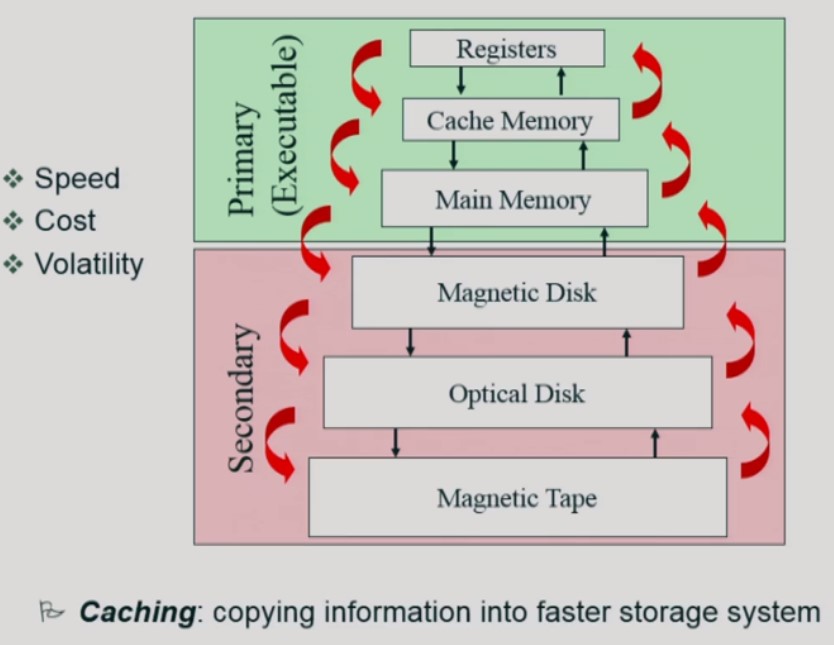 Primary
(Executable)
Registers
Cache Memory
Main Memory
Speed
Cost
Volatility
Secondary
Magnetic Disk
Optical Disk
Magnetic Tape
Caching: copying information into faster storage system